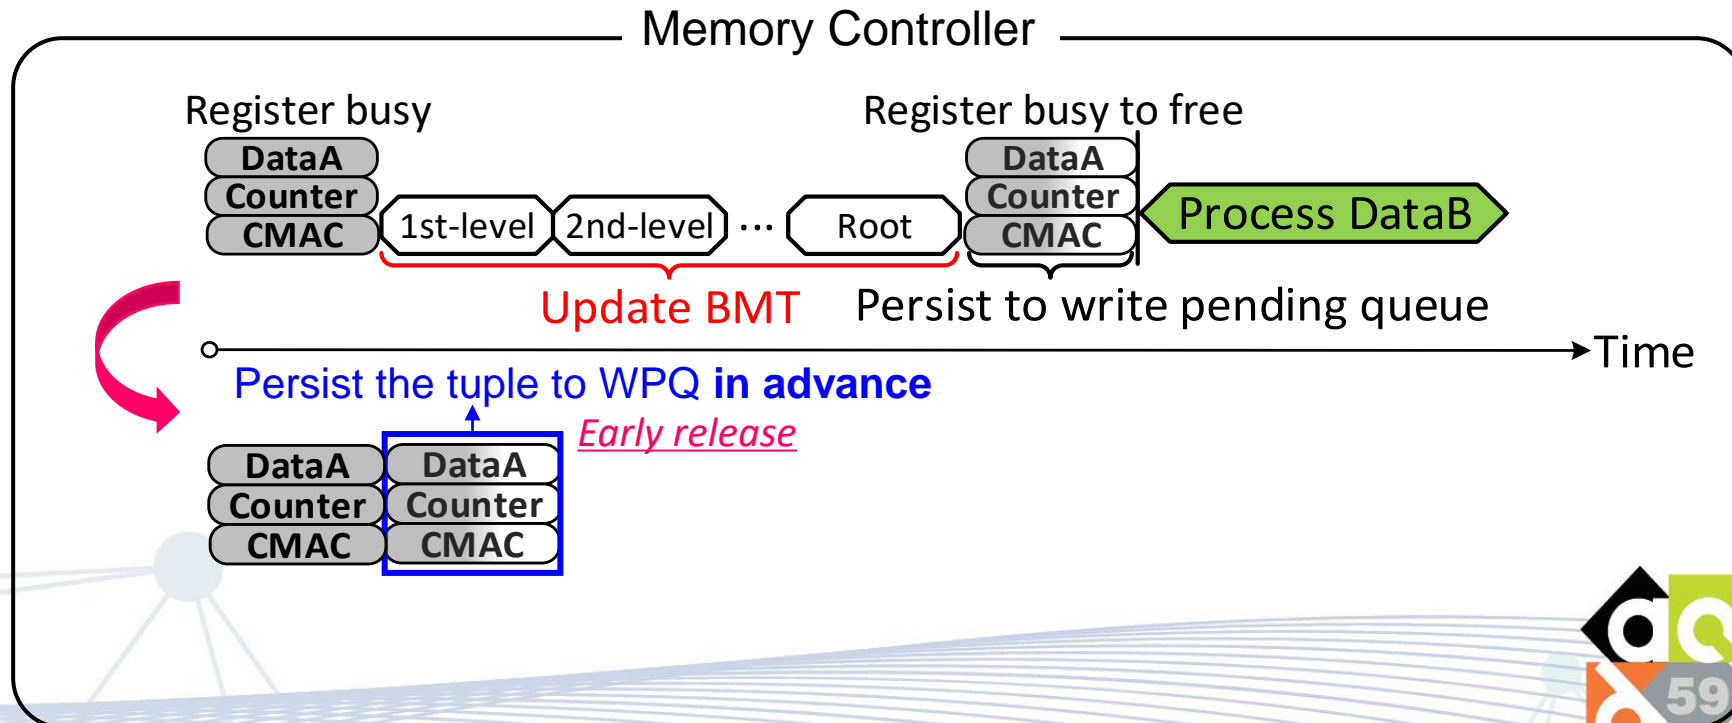 Memory Controller
Register busy
Register busy to free
DataA
Counter
CMAC
1st-level
2nd-level
...
Root
DataA
Counter
CMAC
Process DataB
Update BMT
Persist to write pending queue
Time
Persist the tuple to WPQ in advance
Early release
DataA
Counter
CMAC
DataA
Counter
CMAC
59